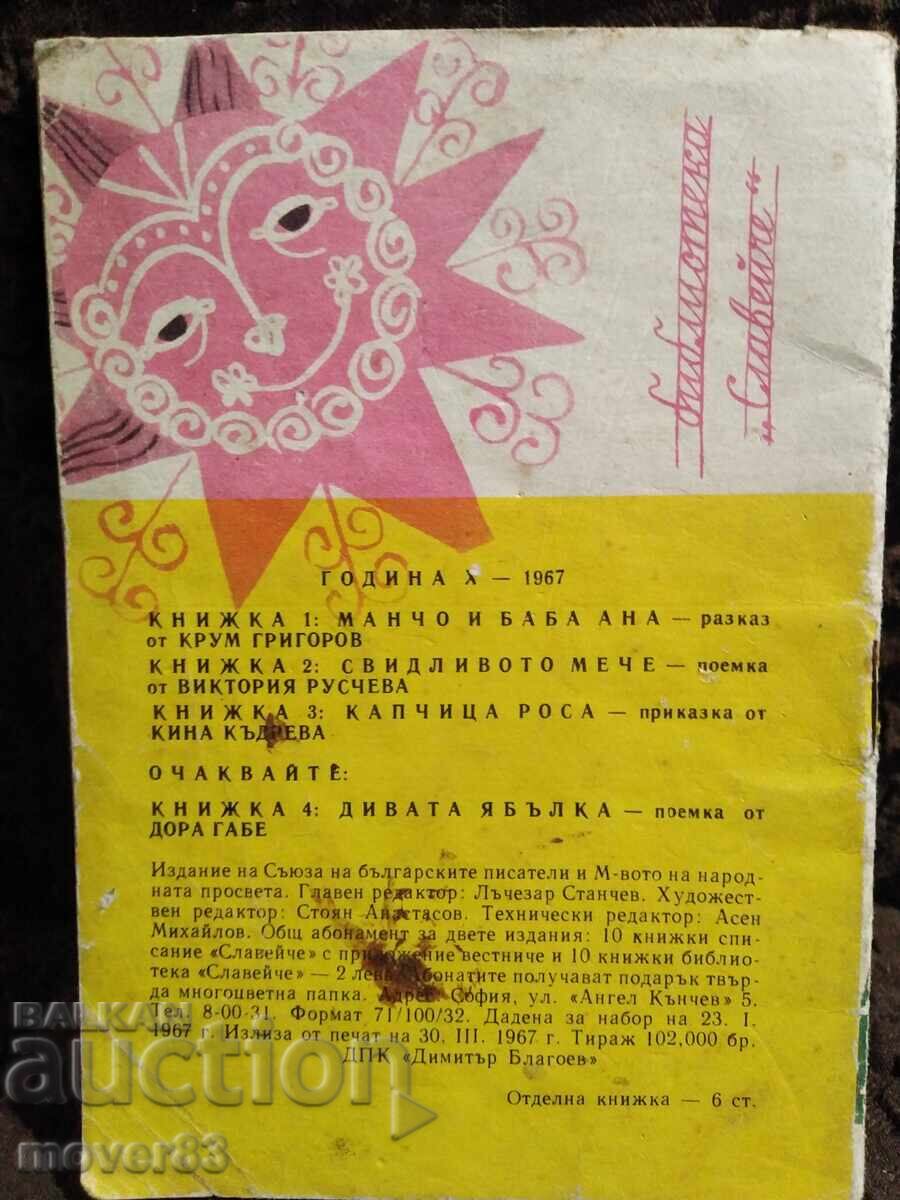 библиотека
„Славейче“
ГОДИНА X — 1967
КНИЖКА 1: МАНЧО И БАБА АНА — разказ
от КРУМ ГРИГОРОВ
КНИЖКА 2: СВИДЛИВОТО МЕЧЕ — поемка
от ВИКТОРИЯ РУСЧЕВА
КНИЖКА 3: КАПЧИЦА РОСА — приказка от
КИНА КЪДРЕВА
ОЧАКВАЙТЕ:
КНИЖКА 4: ДИВАТА ЯБЪЛКА — поемка от
ДОРА ГАБЕ
Издание на Съюза на българските писатели и М-вото на народ-
ната просвета. Главен редактор: Лъчезар Станчев. Художест-
вен редактор: Стоян Анастасов. Технически редактор: Асен
Михайлов. Общ абонамент за двете издания: 10 книжки спи-
сание «Славейче» с приложение вестниче и 10 книжки библио-
тека «Славейче» — 2 лева. Абонатите получават подарък твър-
да многоцветна папка. Адрес: София, ул. «Ангел Кънчев» 5.
Тел. 8-00-31. Формат 71/100/32. Дадена за набор на 23. I.
1967 г. Излиза от печат на 30. III. 1967 г. Тираж 102,000 бр.
ДПК «Димитър Благоев»
Отделна книжка — 6 ст.
BALKAN
auction
mover83